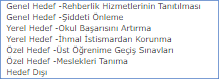 Genel Hedef -Rehberlik Hizmetlerinin Tanıtılması
Genel Hedef -Şiddeti Önleme
Yerel Hedef -Okul Başarısını Artırma
Yerel Hedef -İhmal İstismardan Korunma
Özel Hedef -Üst Öğrenime Geçiş Sınavları
Özel Hedef -Meslekleri Tanıma
Hedef Dışı